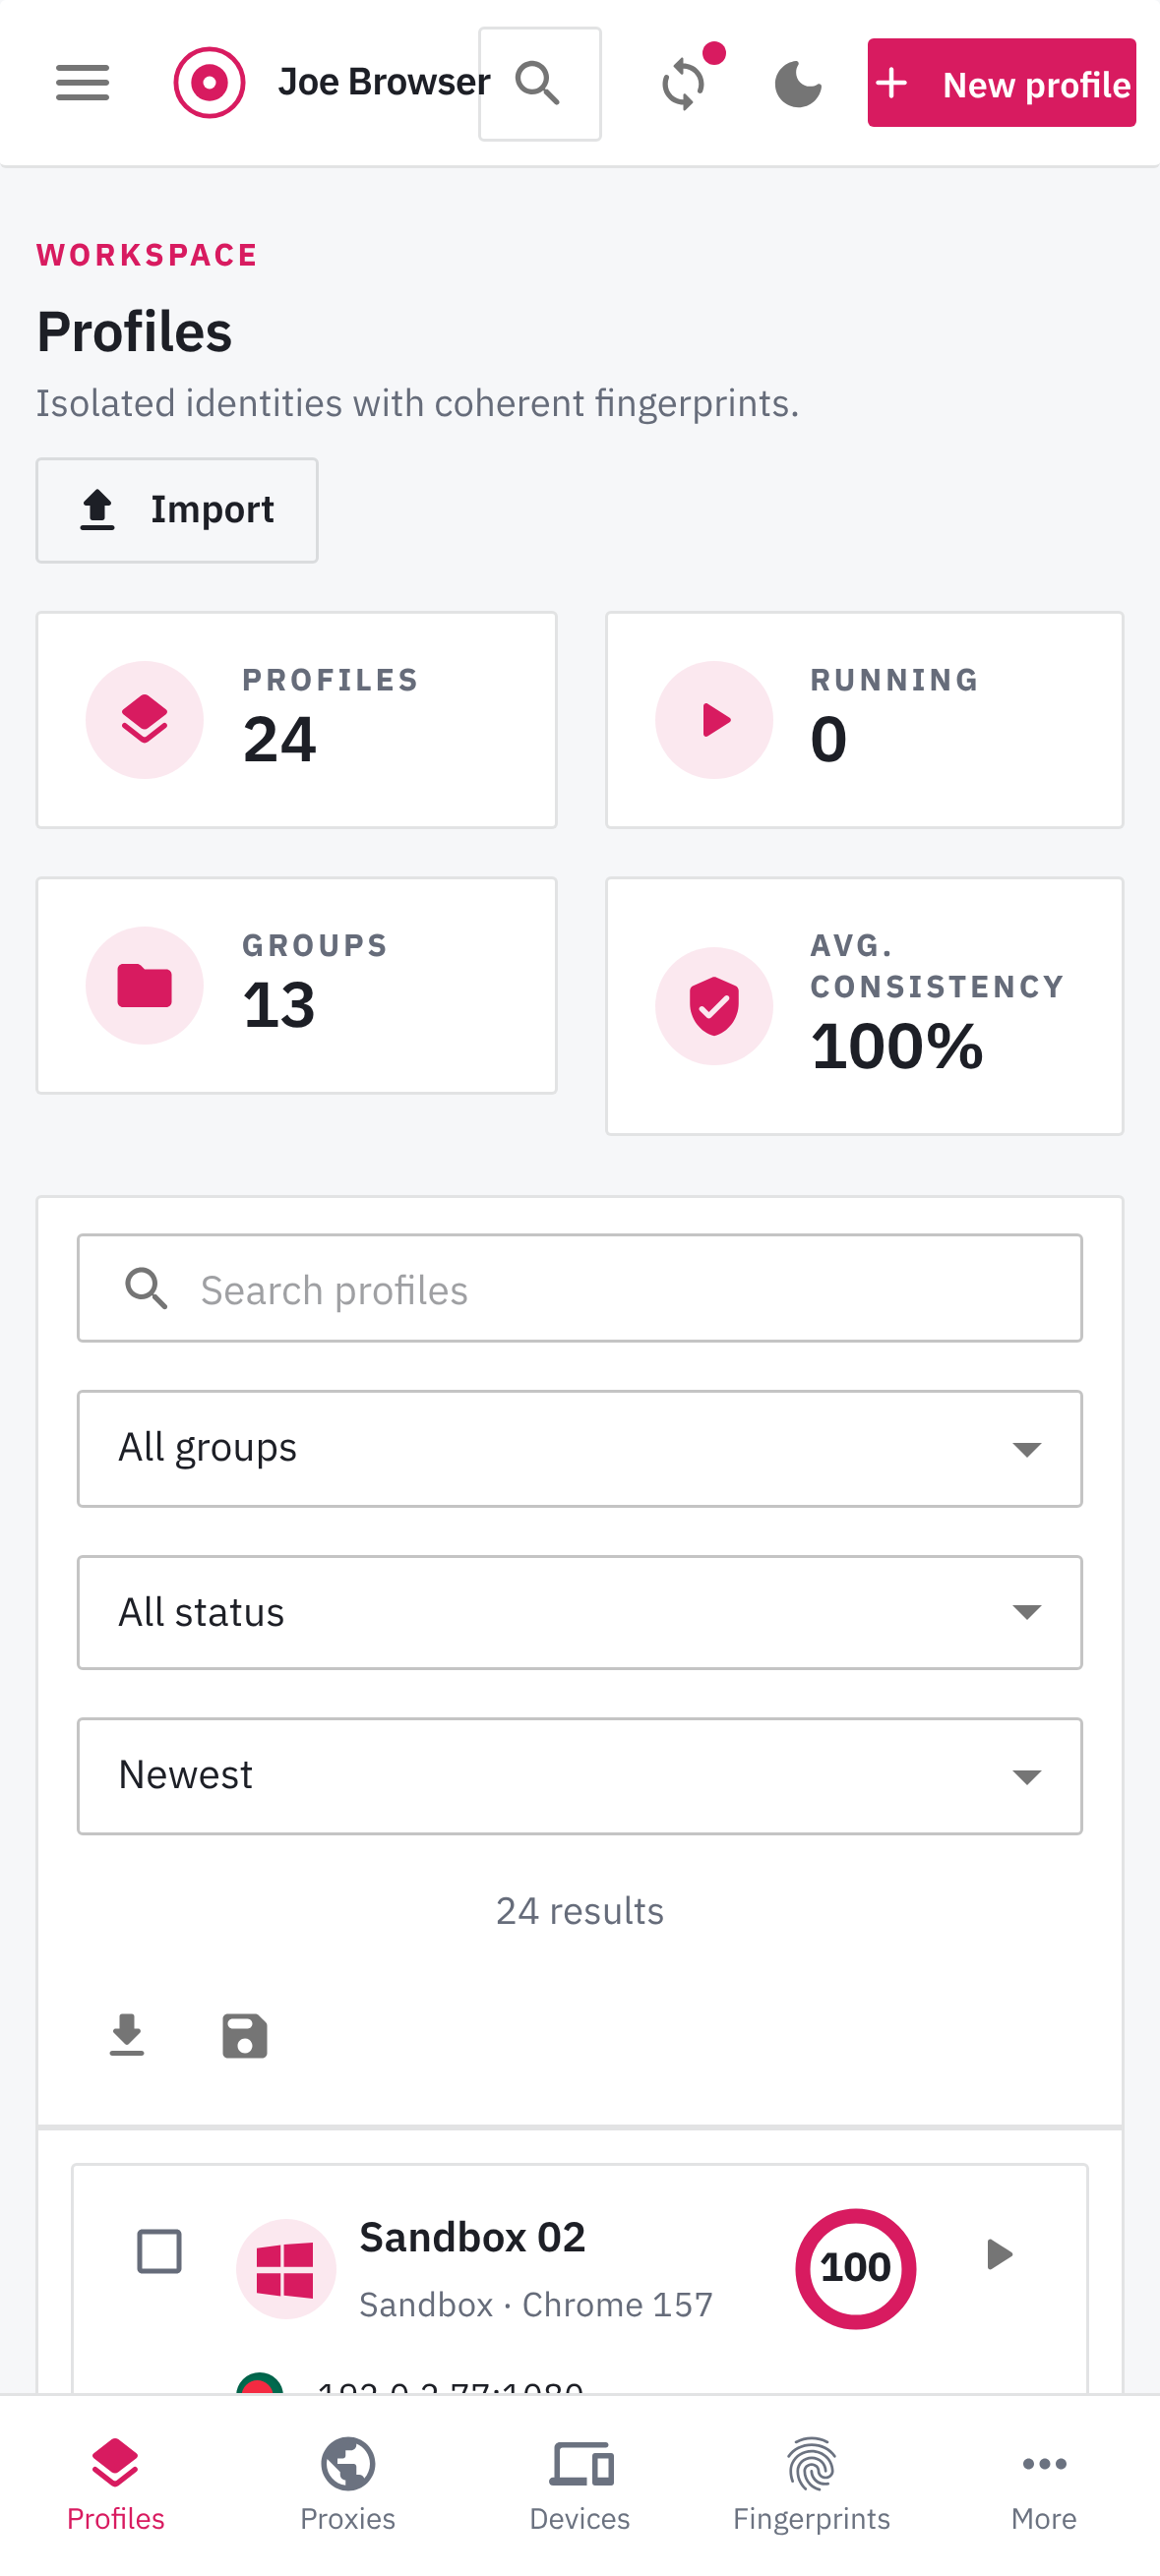 Joe Browser
New profile
WORKSPACE
Profiles
Isolated identities with coherent fingerprints.
Import
PROFILES
24
RUNNING
0
GROUPS
13
AVG.
CONSISTENCY
100%
Search profiles
All groups
All status
Newest
24 results
Sandbox 02
Sandbox · Chrome 157
100
Profiles
Proxies
Devices
Fingerprints
More